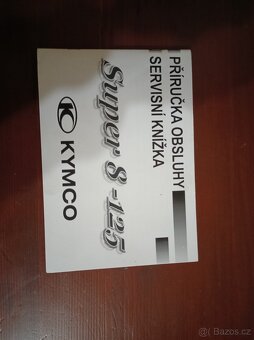 PŘÍRUČKA OBSLUHY
SERVISNÍ KNÍŽKA
Super 8 -125
KYMCO
Bazos.cz